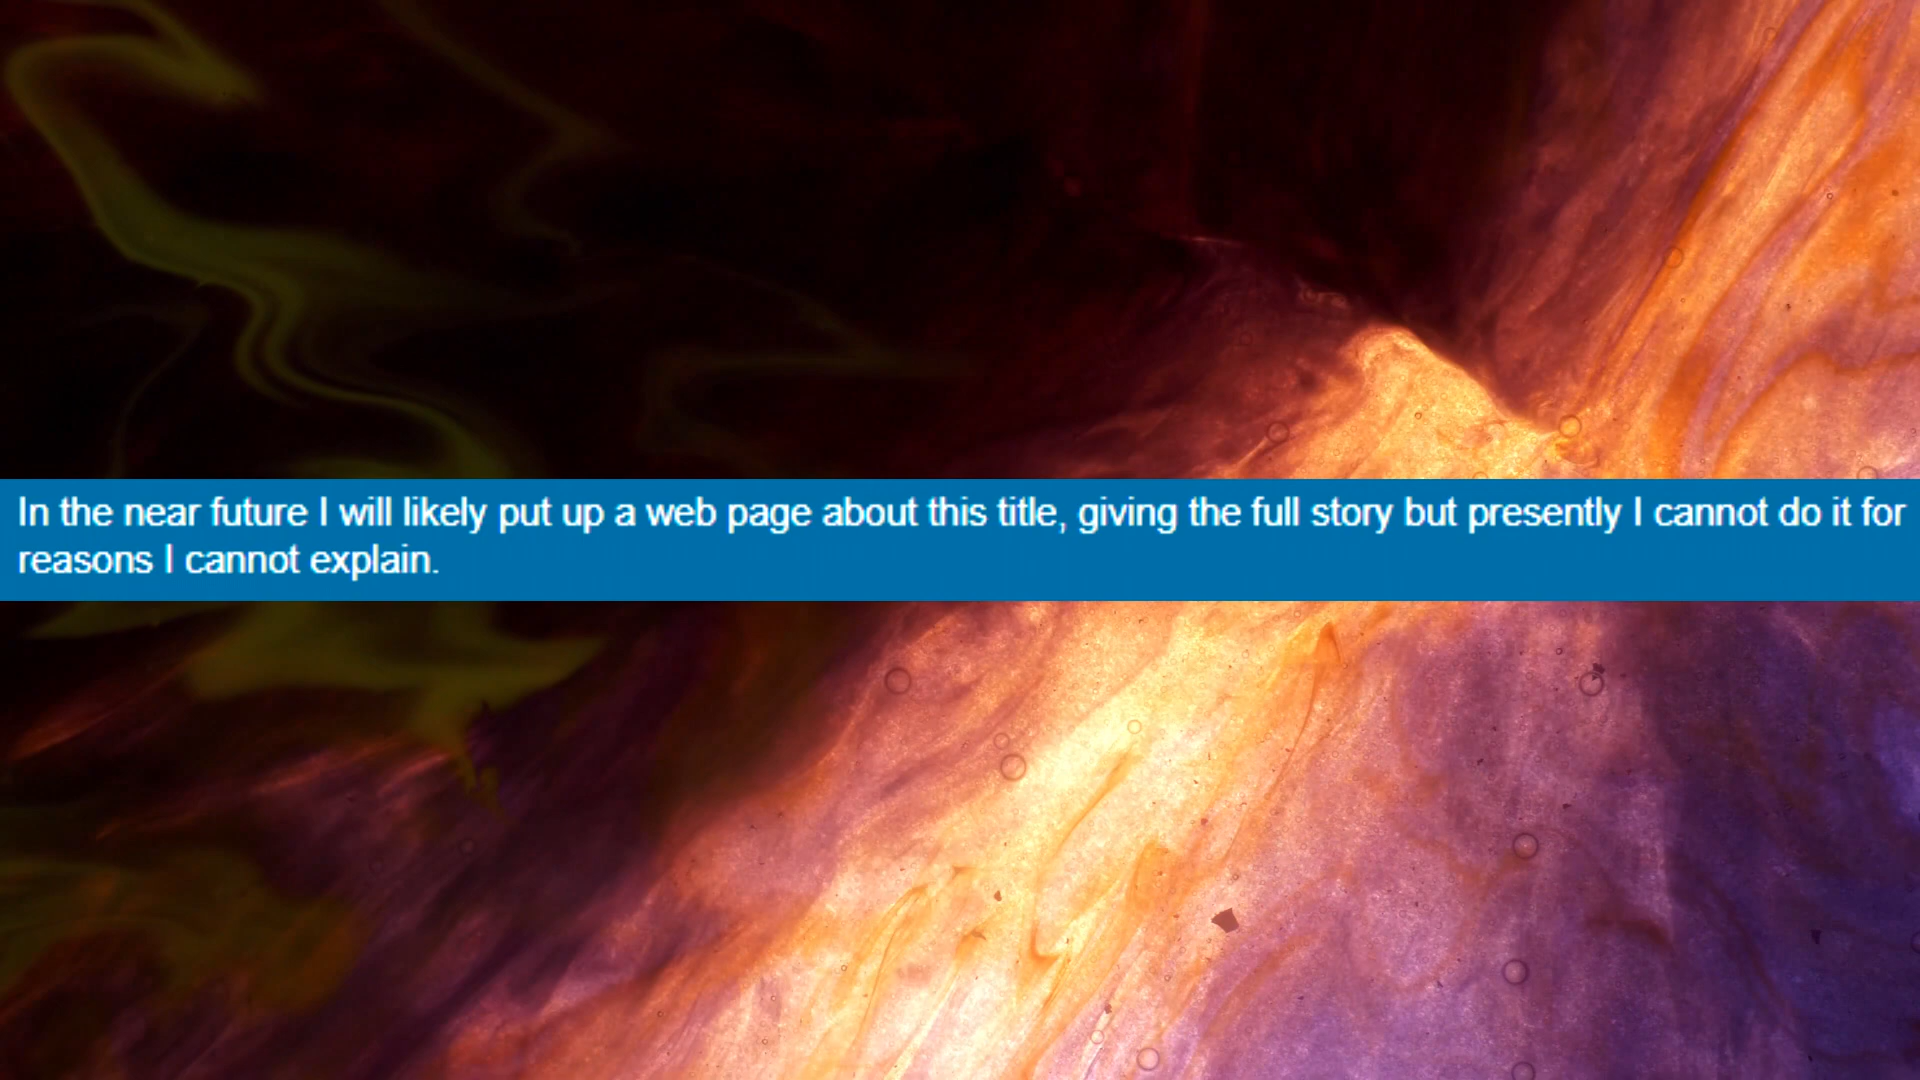 In the near future I will likely put up a web page about this title, giving the full story but presently I cannot do it for
reasons I cannot explain.